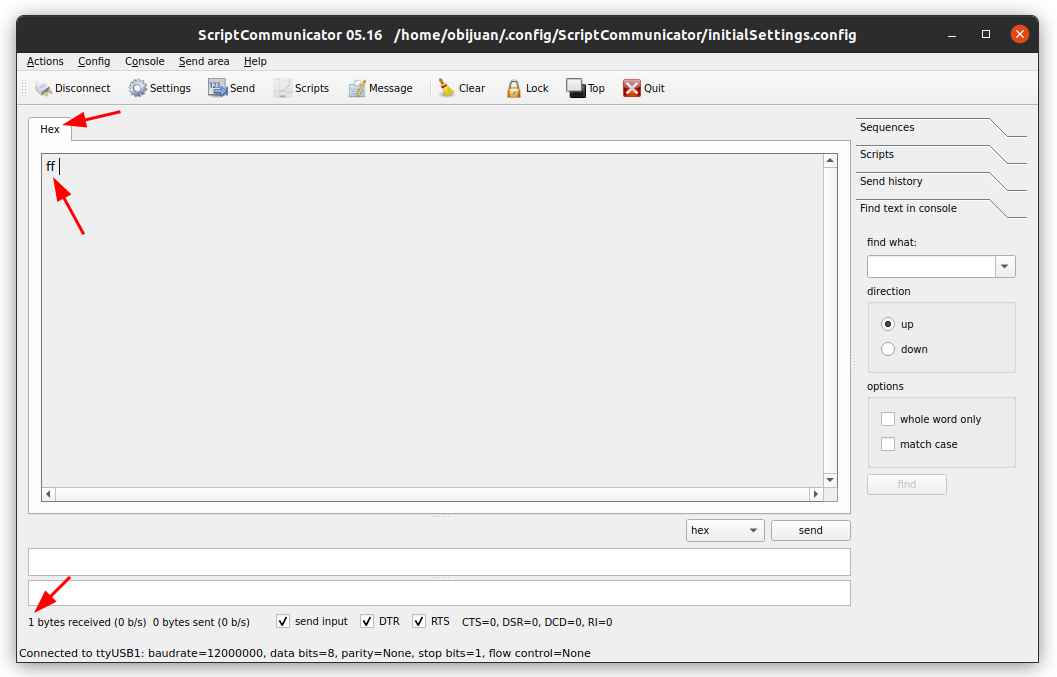 ScriptCommunicator 05.16   /home/obijuan/.config/ScriptCommunicator/initialSettings.config
Actions Config Console Send area Help
Disconnect Settings Send Scripts Message Clear Lock Top Quit
Hex
ff
Sequences
Scripts
Send history
Find text in console
find what:
direction
up
down
options
whole word only
match case
find
hex send
1 bytes received (0 b/s) 0 bytes sent (0 b/s) send input DTR RTS CTS=0, DSR=0, DCD=0, RI=0
Connected to ttyUSB1: baudrate=12000000, data bits=8, parity=None, stop bits=1, flow control=None